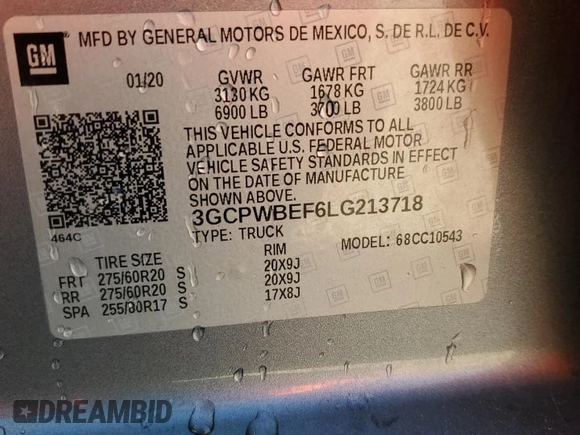 GM
MFD BY GENERAL MOTORS DE MEXICO, S. DE R.L. DE C.V.
01/20 GVWR GAWR FRT GAWR RR
3130 KG 1678 KG 1724 KG
6900 LB 3700 LB 3800 LB
THIS VEHICLE CONFORMS TO ALL
APPLICABLE U.S. FEDERAL MOTOR
VEHICLE SAFETY STANDARDS IN EFFECT
ON THE DATE OF MANUFACTURE
SHOWN ABOVE.
3GCPWBEF6LG213718
464C
TYPE: TRUCK MODEL: 68CC10543
TIRE SIZE RIM
FRT 275/60R20 S 20X9J
RR 275/60R20 S 20X9J
SPA 255/80R17 S 17X8J
DREAMBID